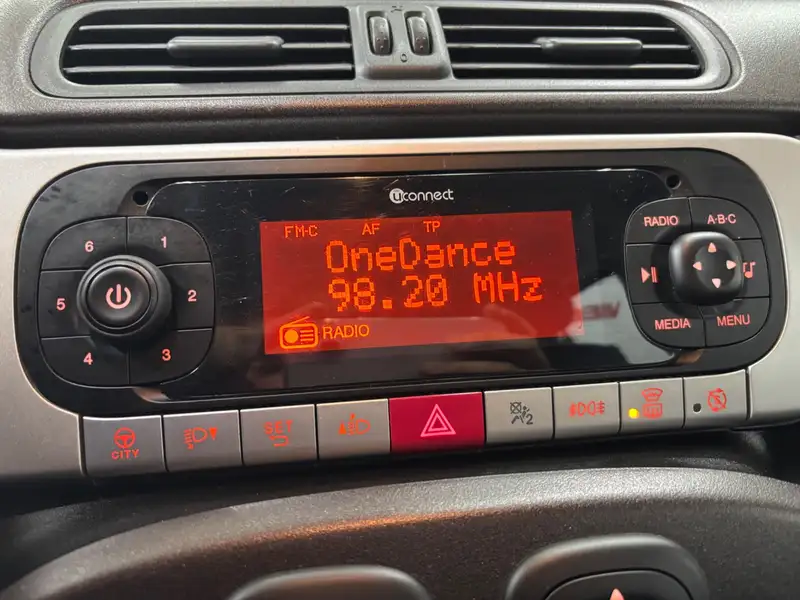 uconnect
FM-C AF TP
OneDance
98.20 MHz
RADIO
6 1
5 2
4 3
RADIO A·B·C
MEDIA MENU
CITY
SET
2